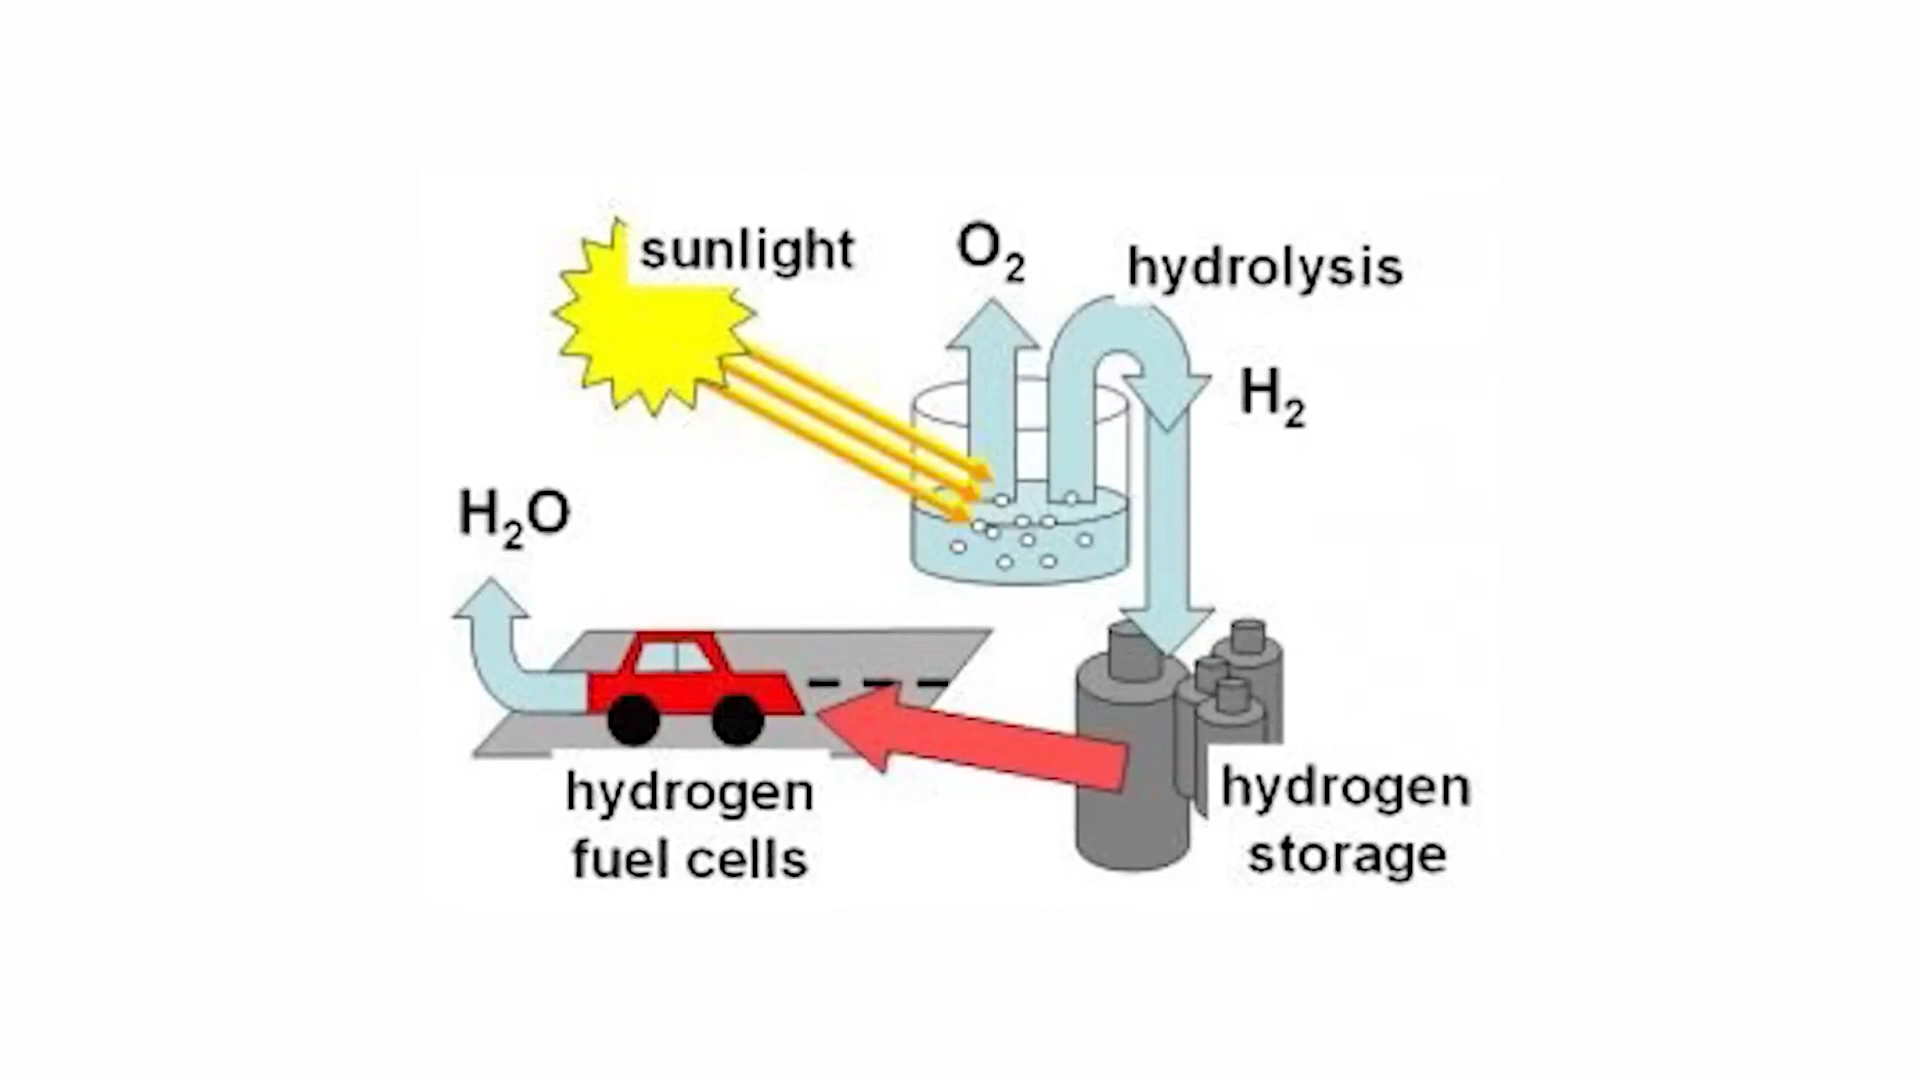 sunlight
O₂
hydrolysis
H₂
H₂O
hydrogen
fuel cells
hydrogen
storage